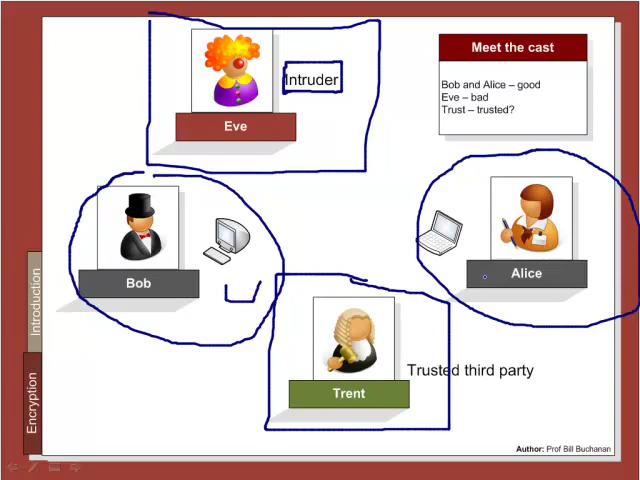 Meet the cast
Bob and Alice – good
Eve – bad
Trust – trusted?
Intruder
Eve
Bob
Alice
Trusted third party
Trent
Introduction
Encryption
Author: Prof Bill Buchanan